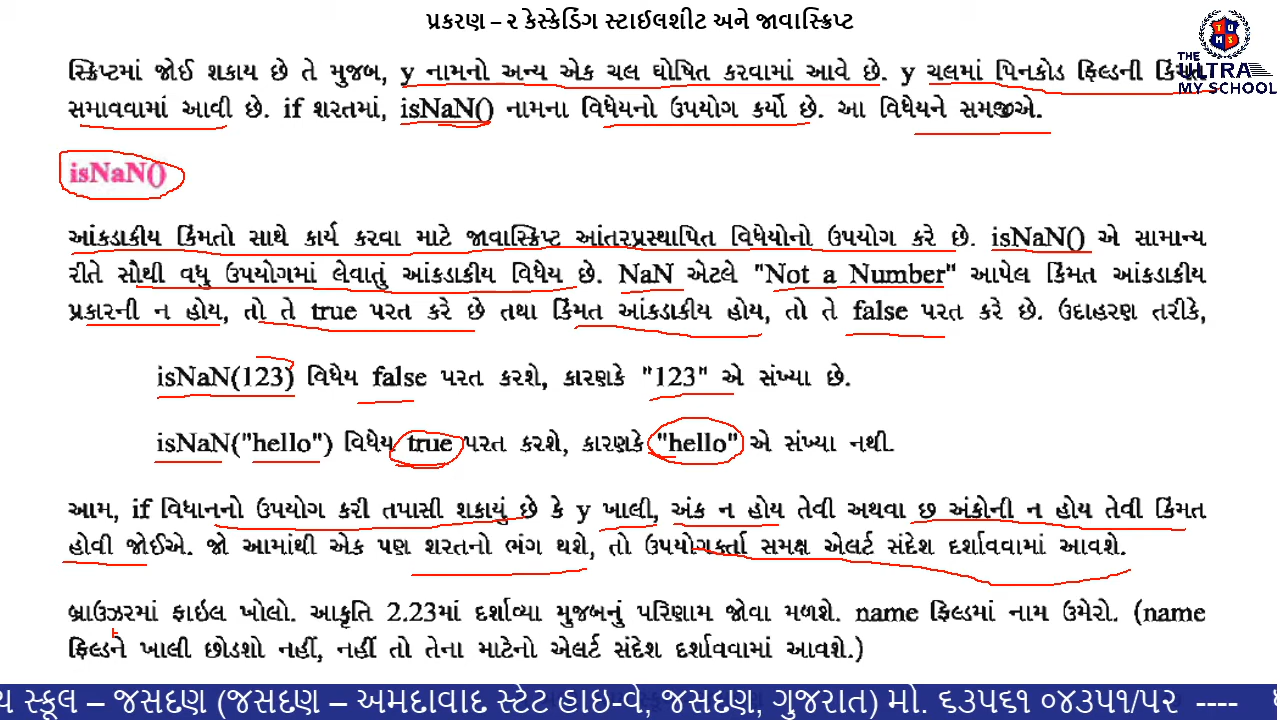 પ્રકરણ – ૨ કેસ્કેડિંગ સ્ટાઈલશીટ અને જાવાસ્ક્રિપ્ટ
TUMS
THE
ULTRA
MY SCHOOL
સ્ક્રિપ્ટમાં જોઈ શકાય છે તે મુજબ, y નામનો અન્ય એક ચલ ઘોષિત કરવામાં આવે છે. y ચલમાં પિનકોડ ફિલ્ડની કિંમત
સમાવવામાં આવી છે. if શરતમાં, isNaN() નામના વિધેયનો ઉપયોગ કર્યો છે. આ વિધેયને સમજીએ.
isNaN()
આંકડાકીય કિંમતો સાથે કાર્ય કરવા માટે જાવાસ્ક્રિપ્ટ આંતરપ્રસ્થાપિત વિધેયોનો ઉપયોગ કરે છે. isNaN() એ સામાન્ય
રીતે સૌથી વધુ ઉપયોગમાં લેવાતું આંકડાકીય વિધેય છે. NaN એટલે "Not a Number" આપેલ કિંમત આંકડાકીય
પ્રકારની ન હોય, તો તે true પરત કરે છે તથા કિંમત આંકડાકીય હોય, તો તે false પરત કરે છે. ઉદાહરણ તરીકે,
isNaN(123) વિધેય false પરત કરશે, કારણકે "123" એ સંખ્યા છે.
isNaN("hello") વિધેય true પરત કરશે, કારણકે "hello" એ સંખ્યા નથી.
આમ, if વિધાનનો ઉપયોગ કરી તપાસી શકાયું છે કે y ખાલી, અંક ન હોય તેવી અથવા છ અંકોની ન હોય તેવી કિંમત
હોવી જોઈએ. જો આમાંથી એક પણ શરતનો ભંગ થશે, તો ઉપયોગકર્તા સમક્ષ એલર્ટ સંદેશ દર્શાવવામાં આવશે.
બ્રાઉઝરમાં ફાઇલ ખોલો. આકૃતિ 2.23માં દર્શાવ્યા મુજબનું પરિણામ જોવા મળશે. name ફિલ્ડમાં નામ ઉમેરો. (name
ફિલ્ડને ખાલી છોડશો નહીં, નહીં તો તેના માટેનો એલર્ટ સંદેશ દર્શાવવામાં આવશે.)
ય સ્કૂલ – જસદણ (જસદણ – અમદાવાદ સ્ટેટ હાઇ-વે, જસદણ, ગુજરાત) મો. ૬૩૫૬૧ ૦૪૩૫૧/૫૨ ----